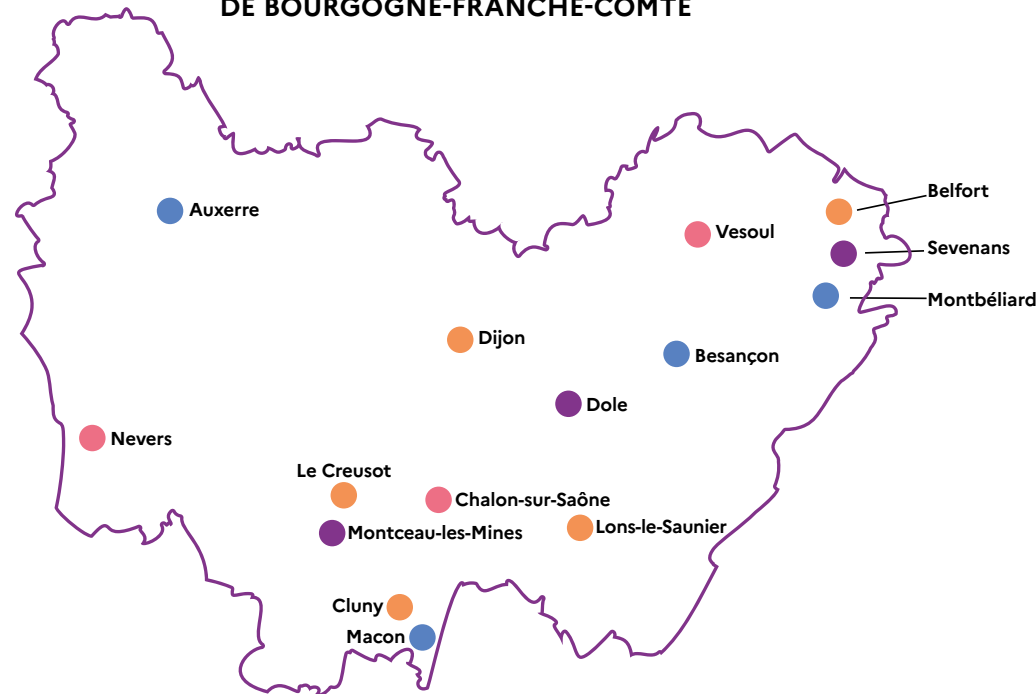 DE BOURGOGNE-FRANCHE-COMTÉ
Belfort
Auxerre
Vesoul
Sevenans
Montbéliard
Dijon
Besançon
Dole
Nevers
Le Creusot
Chalon-sur-Saône
Lons-le-Saunier
Montceau-les-Mines
Cluny
Macon